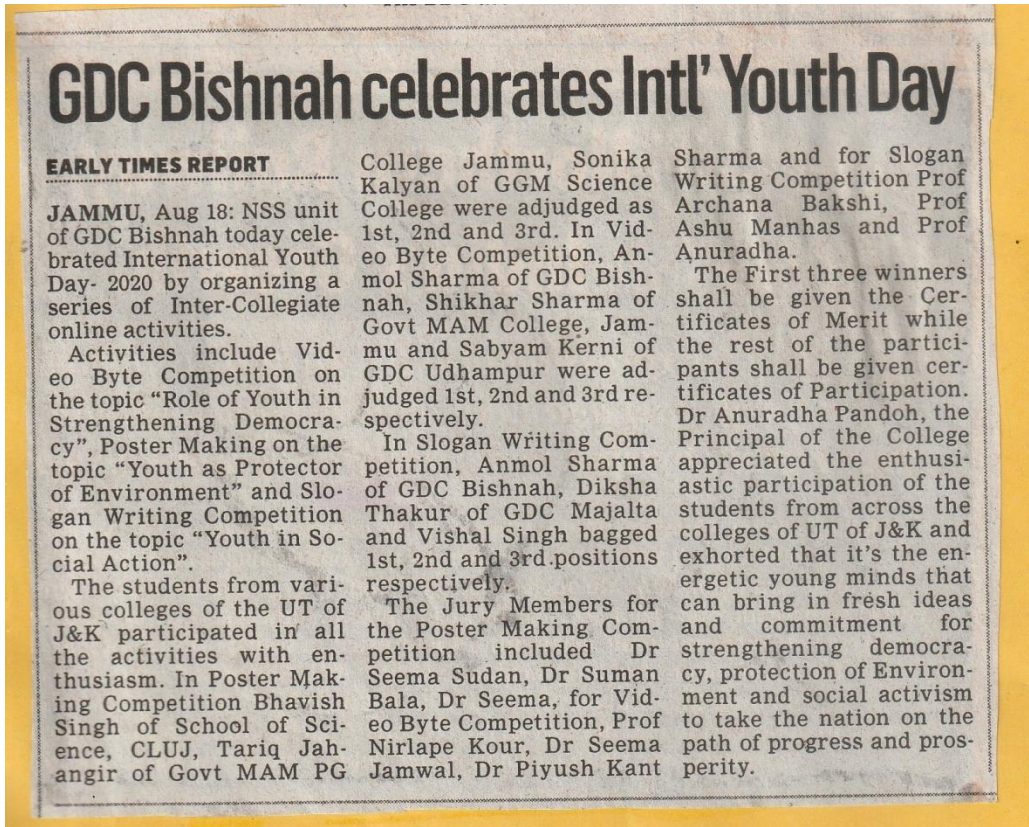 GDC Bishnah celebrates Intl' Youth Day
EARLY TIMES REPORT
JAMMU, Aug 18: NSS unit
of GDC Bishnah today cele-
brated International Youth
Day- 2020 by organizing a
series of Inter-Collegiate
online activities.
Activities include Vid-
eo Byte Competition on
the topic “Role of Youth in
Strengthening Democra-
cy”, Poster Making on the
topic “Youth as Protector
of Environment” and Slo-
gan Writing Competition
on the topic “Youth in So-
cial Action”.
The students from vari-
ous colleges of the UT of
J&K participated in all
the activities with en-
thusiasm. In Poster Mak-
ing Competition Bhavish
Singh of School of Sci-
ence, CLUJ, Tariq Jah-
angir of Govt MAM PG
College Jammu, Sonika
Kalyan of GGM Science
College were adjudged as
1st, 2nd and 3rd. In Vid-
eo Byte Competition, An-
mol Sharma of GDC Bish-
nah, Shikhar Sharma of
Govt MAM College, Jam-
mu and Sabyam Kerni of
GDC Udhampur were ad-
judged 1st, 2nd and 3rd re-
spectively.
In Slogan Writing Com-
petition, Anmol Sharma
of GDC Bishnah, Diksha
Thakur of GDC Majalta
and Vishal Singh bagged
1st, 2nd and 3rd positions
respectively.
The Jury Members for
the Poster Making Com-
petition included Dr
Seema Sudan, Dr Suman
Bala, Dr Seema, for Vid-
eo Byte Competition, Prof
Nirlape Kour, Dr Seema
Jamwal, Dr Piyush Kant
Sharma and for Slogan
Writing Competition Prof
Archana Bakshi, Prof
Ashu Manhas and Prof
Anuradha.
The First three winners
shall be given the Cer-
tificates of Merit while
the rest of the partici-
pants shall be given cer-
tificates of Participation.
Dr Anuradha Pandoh, the
Principal of the College
appreciated the enthusi-
astic participation of the
students from across the
colleges of UT of J&K and
exhorted that it's the en-
ergetic young minds that
can bring in fresh ideas
and commitment for
strengthening democra-
cy, protection of Environ-
ment and social activism
to take the nation on the
path of progress and pros-
perity.